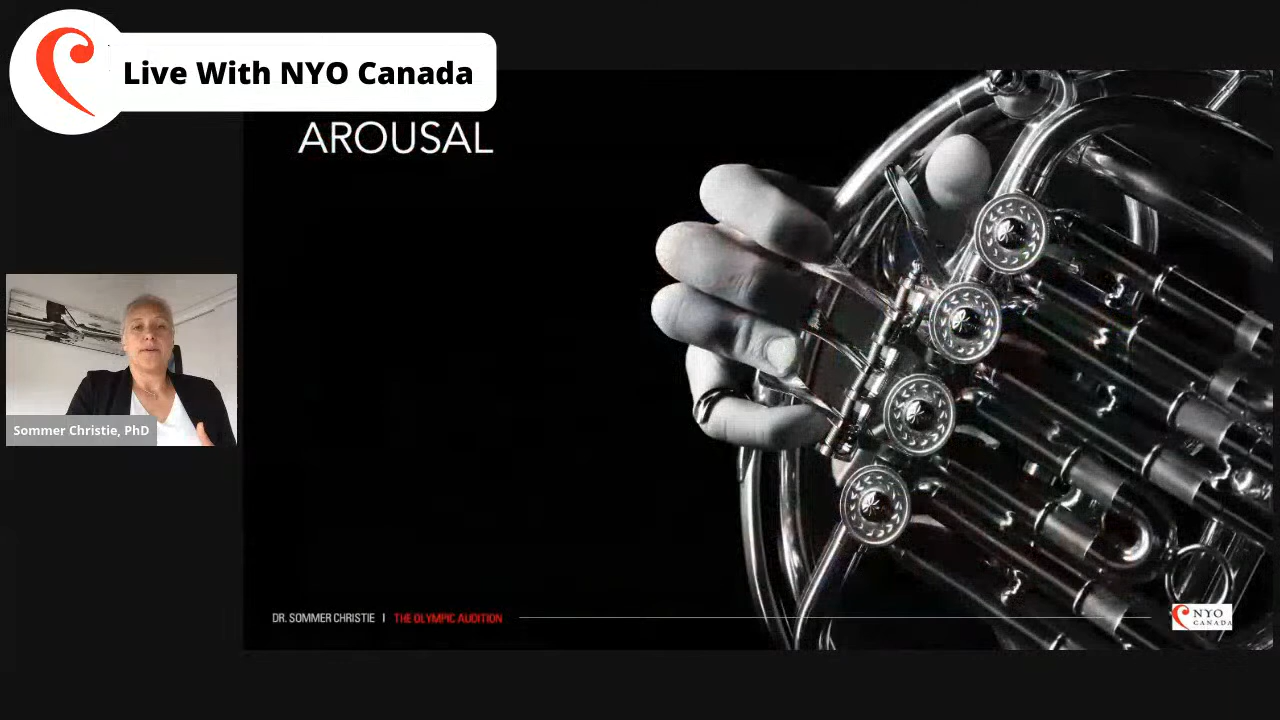 Live With NYO Canada
AROUSAL
Sommer Christie, PhD
DR. SOMMER CHRISTIE | THE OLYMPIC AUDITION
NYO
CANADA